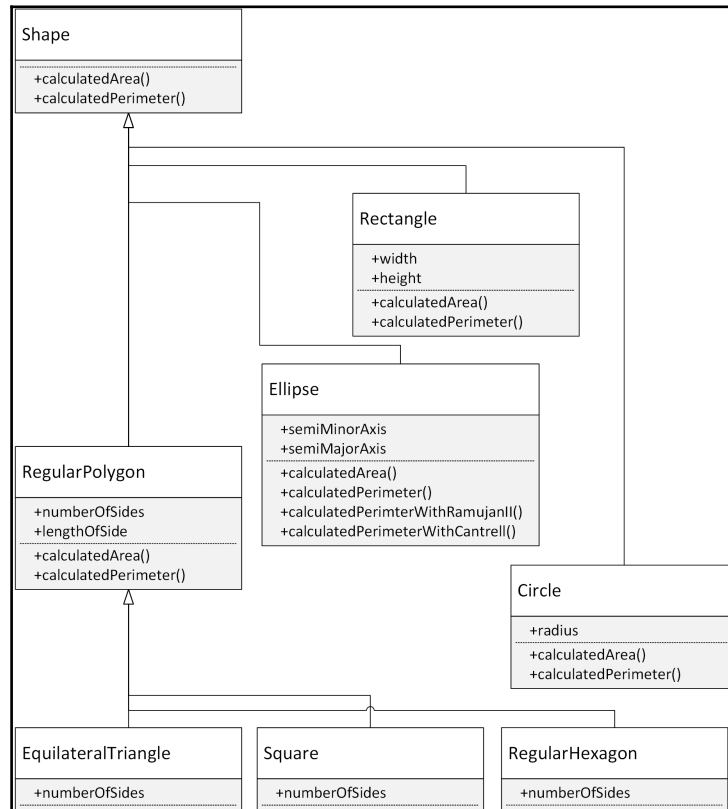 Shape
+calculatedArea()
+calculatedPerimeter()
Rectangle
+width
+height
+calculatedArea()
+calculatedPerimeter()
Ellipse
+semiMinorAxis
+semiMajorAxis
+calculatedArea()
+calculatedPerimeter()
+calculatedPerimterWithRamujanII()
+calculatedPerimeterWithCantrell()
RegularPolygon
+numberOfSides
+lengthOfSide
+calculatedArea()
+calculatedPerimeter()
Circle
+radius
+calculatedArea()
+calculatedPerimeter()
EquilateralTriangle
+numberOfSides
Square
+numberOfSides
RegularHexagon
+numberOfSides